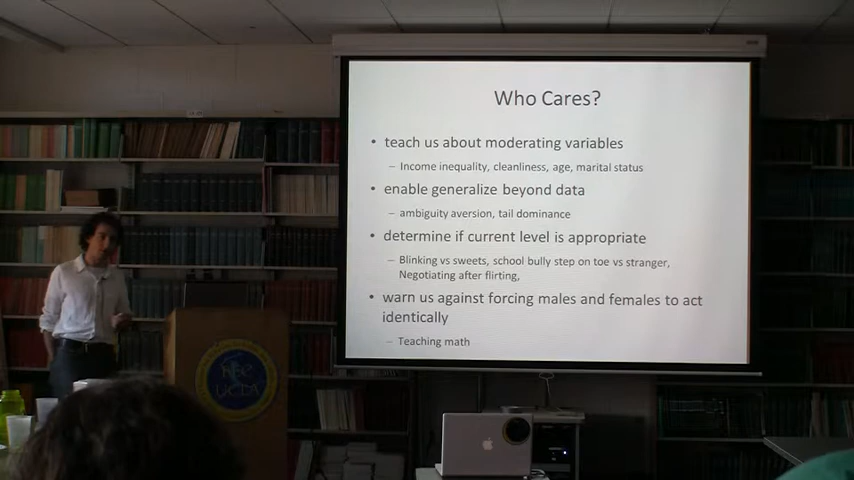 Who Cares?
• teach us about moderating variables
– Income inequality, cleanliness, age, marital status
• enable generalize beyond data
– ambiguity aversion, tail dominance
• determine if current level is appropriate
– Blinking vs sweets, school bully step on toe vs stranger,
Negotiating after flirting,
• warn us against forcing males and females to act
identically
– Teaching math
UCLA